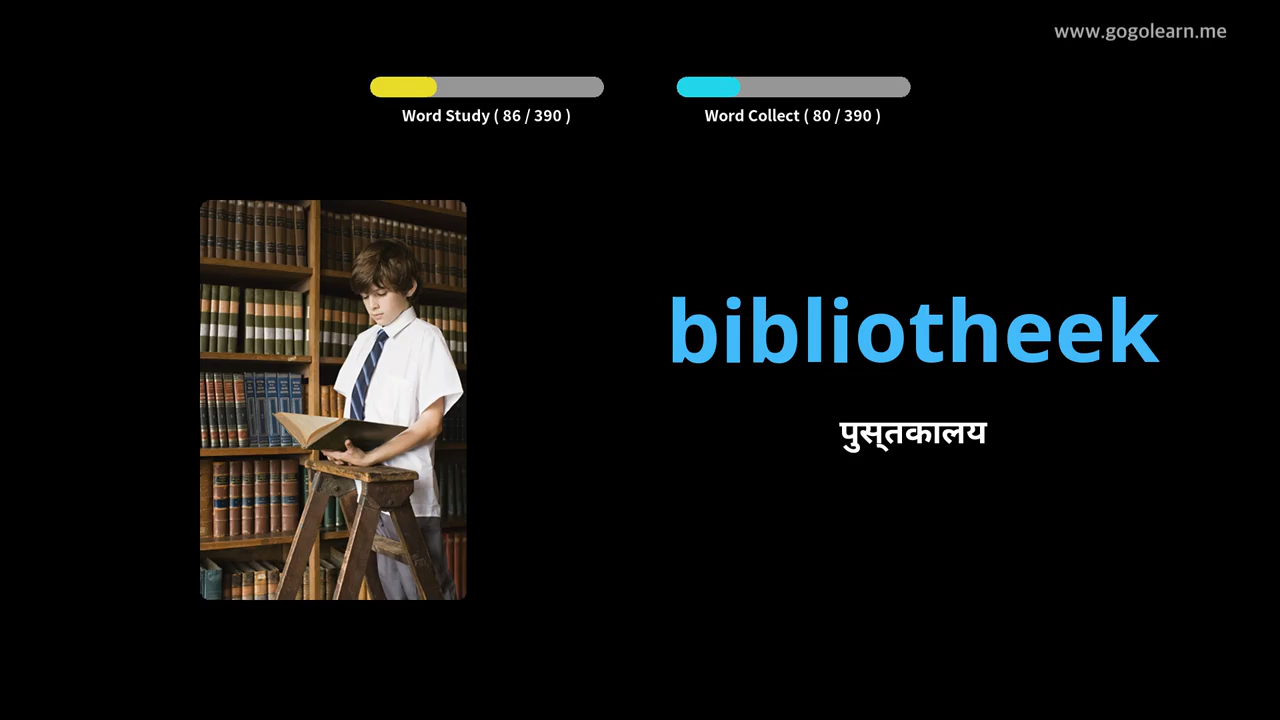 www.gogolearn.me
Word Study ( 86 / 390 )
Word Collect ( 80 / 390 )
bibliotheek
पुस्तकालय